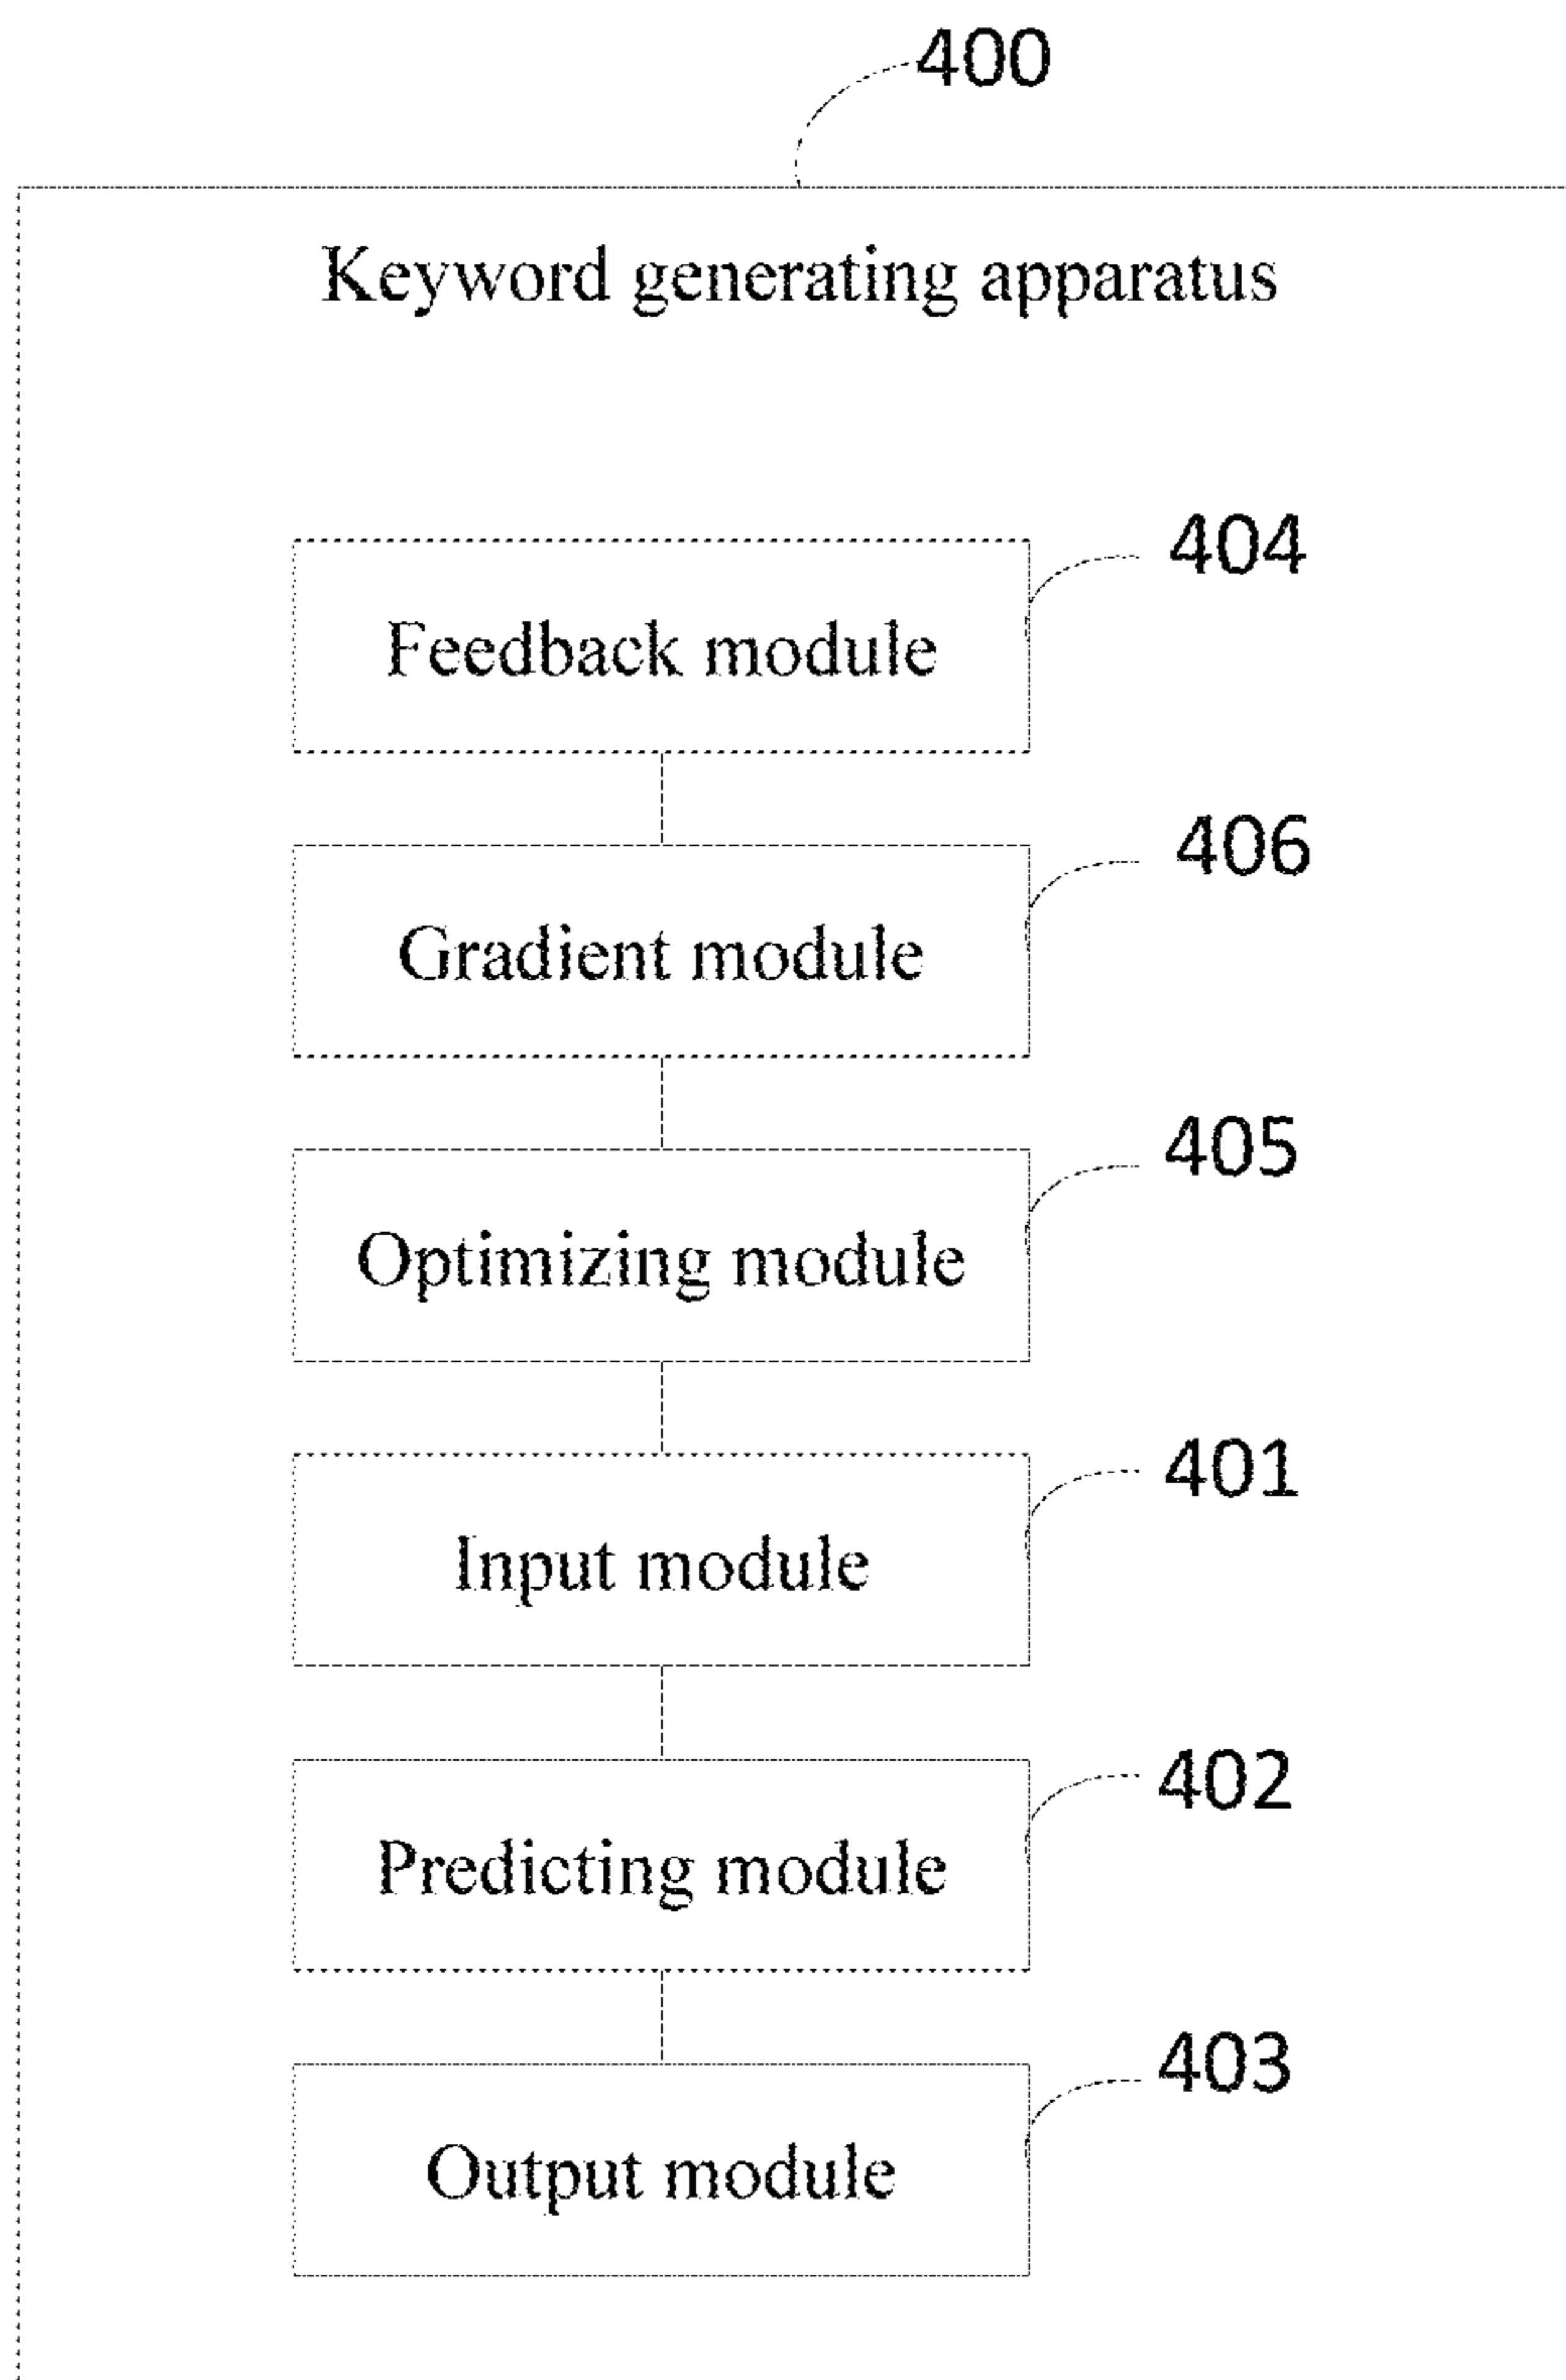 400
Keyword generating apparatus
404
Feedback module
406
Gradient module
405
Optimizing module
401
Input module
402
Predicting module
403
Output module